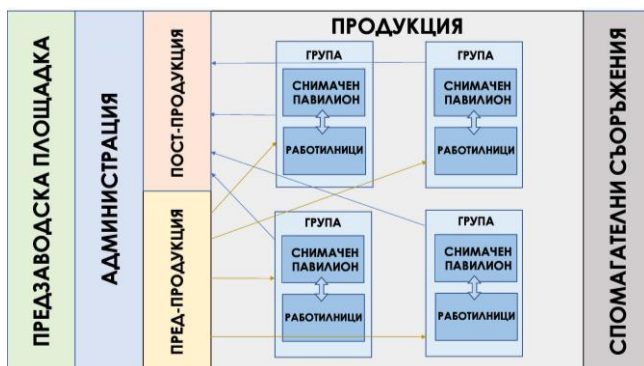 ПРЕДЗАВОДСКА ПЛОЩАДКА
АДМИНИСТРАЦИЯ
ПОСТ-ПРОДУКЦИЯ
ПРЕД-ПРОДУКЦИЯ
ПРОДУКЦИЯ
ГРУПА
СНИМАЧЕН
ПАВИЛИОН
РАБОТИЛНИЦИ
ГРУПА
СНИМАЧЕН
ПАВИЛИОН
РАБОТИЛНИЦИ
ГРУПА
СНИМАЧЕН
ПАВИЛИОН
РАБОТИЛНИЦИ
ГРУПА
СНИМАЧЕН
ПАВИЛИОН
РАБОТИЛНИЦИ
СПОМАГАТЕЛНИ СЪОРЪЖЕНИЯ